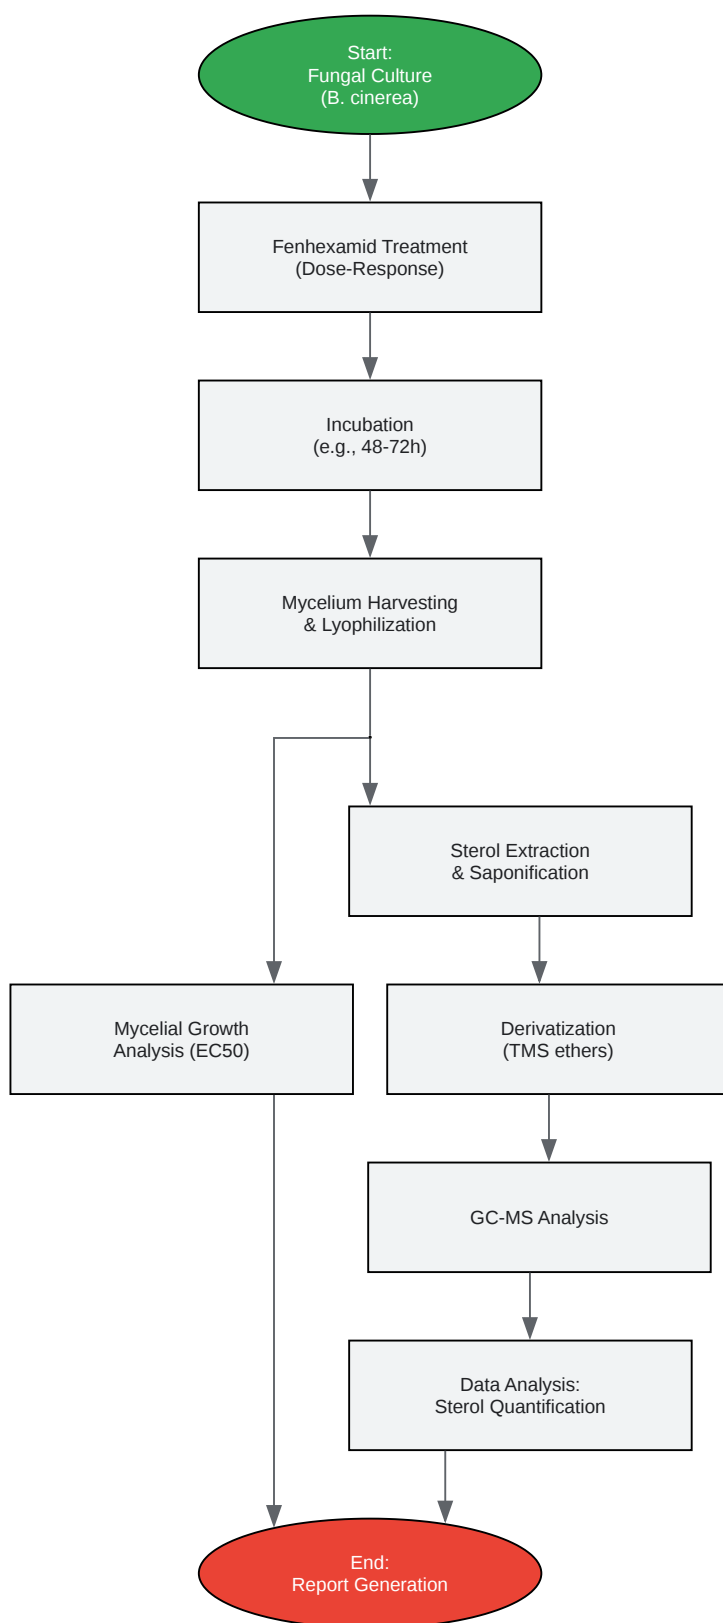 Start:
Fungal Culture
(B. cinerea)
Fenhexamid Treatment
(Dose-Response)
Incubation
(e.g., 48-72h)
Mycelium Harvesting
& Lyophilization
Sterol Extraction
& Saponification
Mycelial Growth
Analysis (EC50)
Derivatization
(TMS ethers)
GC-MS Analysis
Data Analysis:
Sterol Quantification
End:
Report Generation